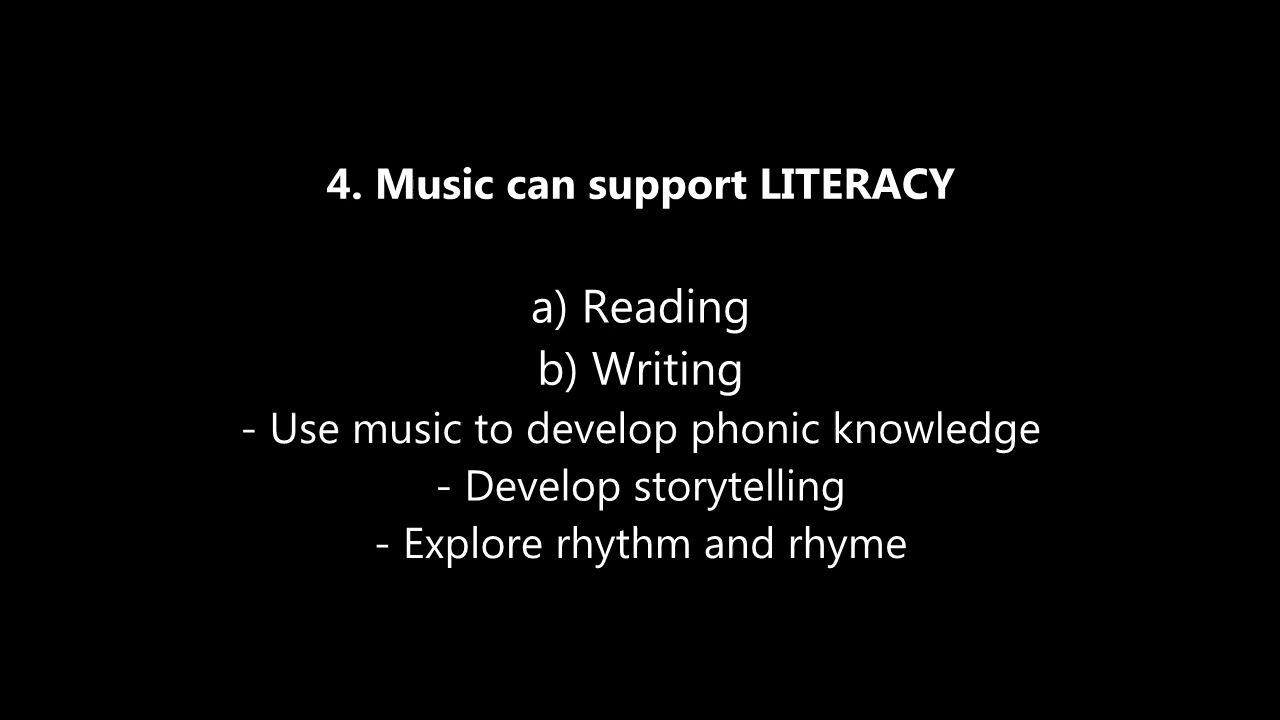 4. Music can support LITERACY
a) Reading
b) Writing
- Use music to develop phonic knowledge
- Develop storytelling
- Explore rhythm and rhyme